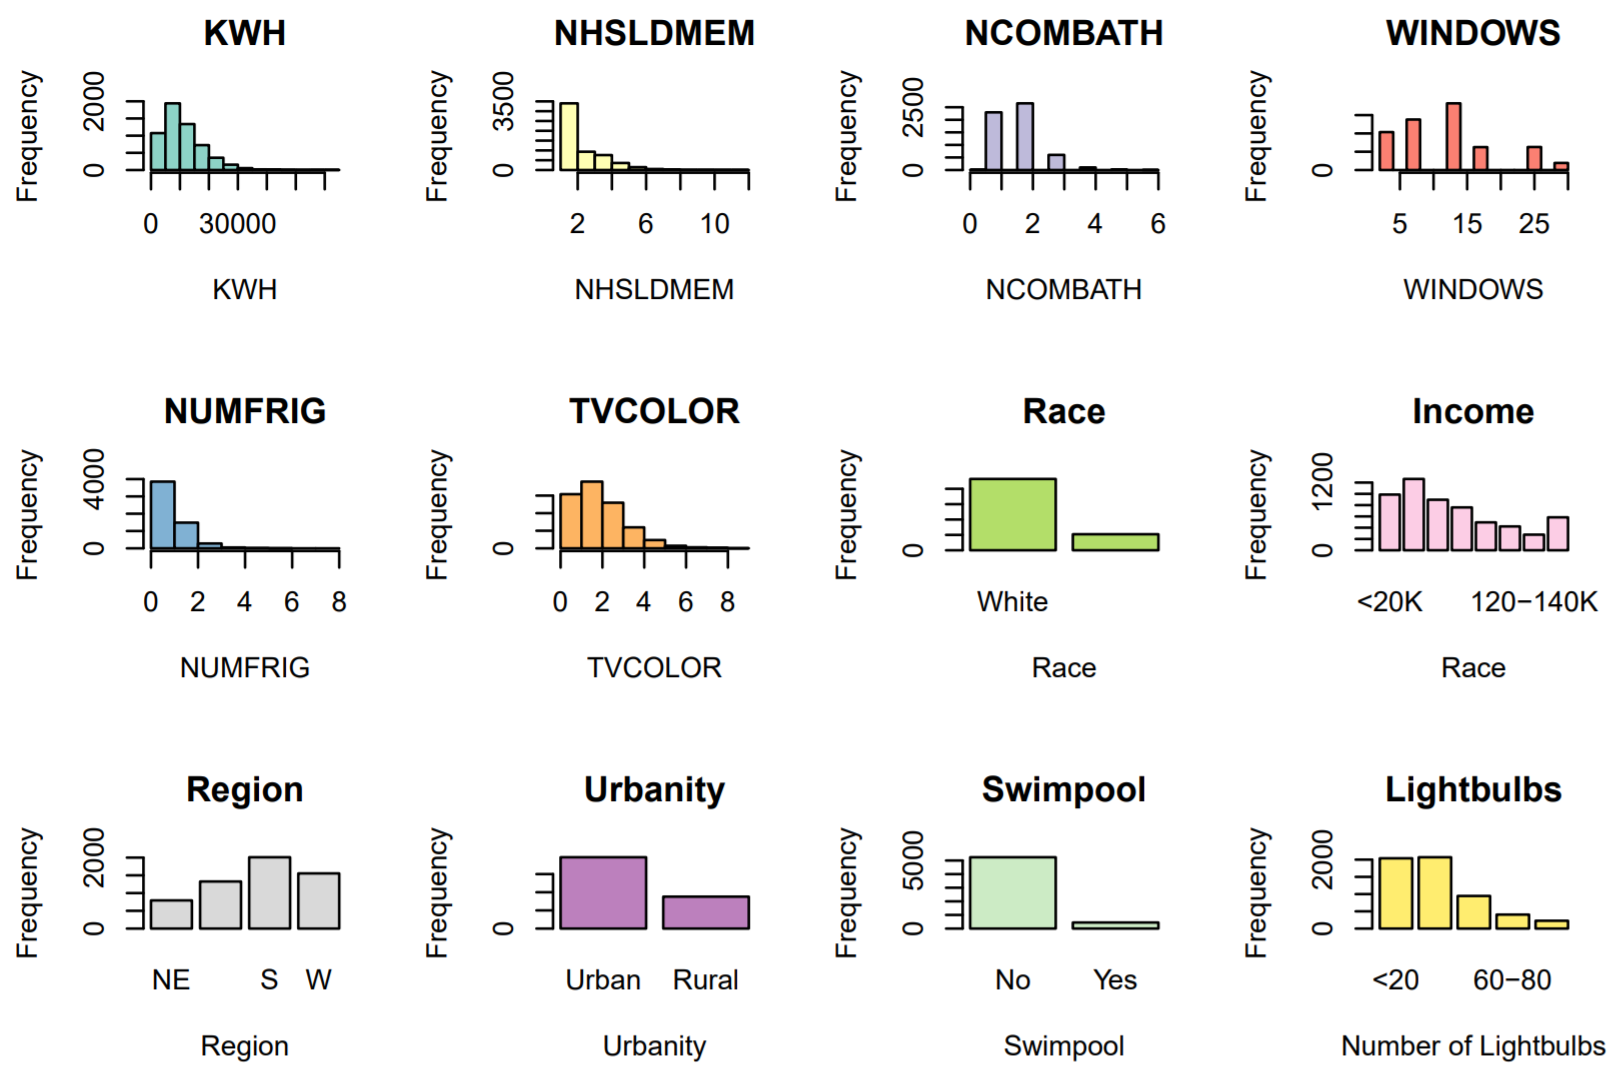 KWH
Frequency
0 2000
0 30000
KWH
NHSLDMEM
Frequency
0 3500
2 6 10
NHSLDMEM
NCOMBATH
Frequency
0 2500
0 2 4 6
NCOMBATH
WINDOWS
Frequency
0
5 15 25
WINDOWS
NUMFRIG
Frequency
0 4000
0 2 4 6 8
NUMFRIG
TVCOLOR
Frequency
0
0 2 4 6 8
TVCOLOR
Race
Frequency
0
White
Race
Income
Frequency
0 1200
<20K 120−140K
Race
Region
Frequency
0 2000
NE S W
Region
Urbanity
Frequency
0
Urban Rural
Urbanity
Swimpool
Frequency
0 5000
No Yes
Swimpool
Lightbulbs
Frequency
0 2000
<20 60−80
Number of Lightbulbs